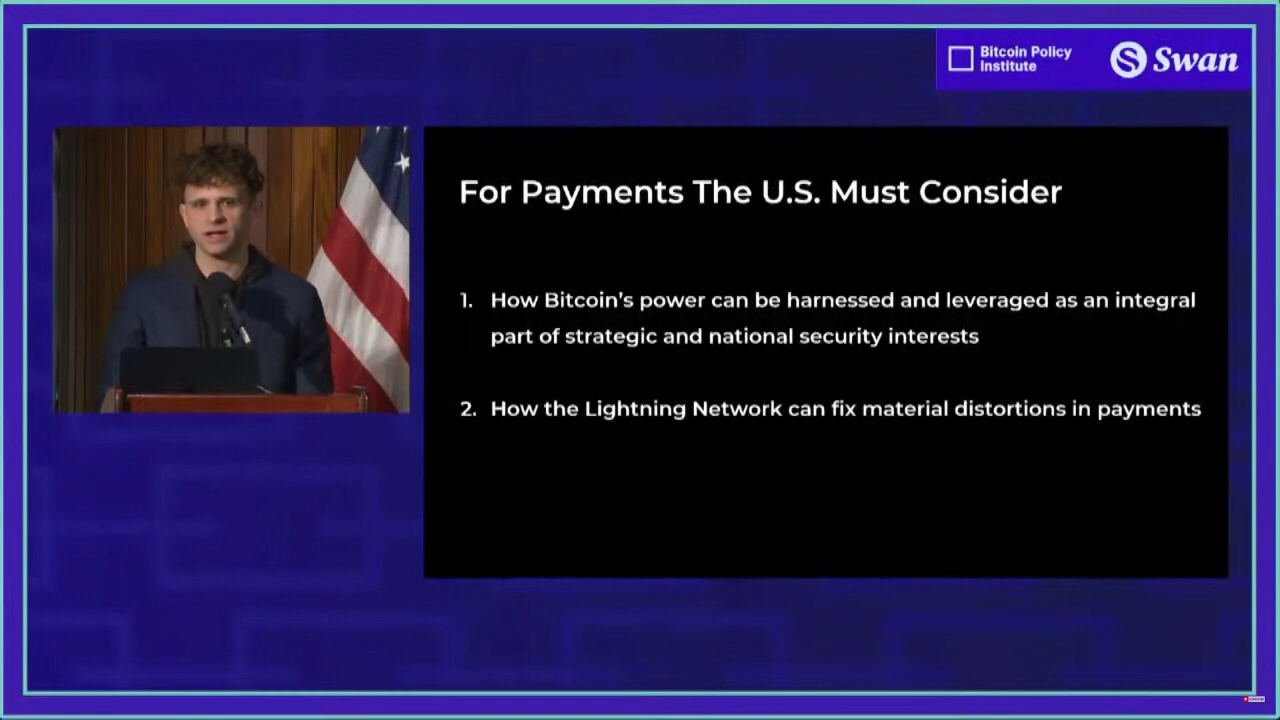 Bitcoin Policy
Institute
Swan
For Payments The U.S. Must Consider
1. How Bitcoin's power can be harnessed and leveraged as an integral
part of strategic and national security interests
2. How the Lightning Network can fix material distortions in payments